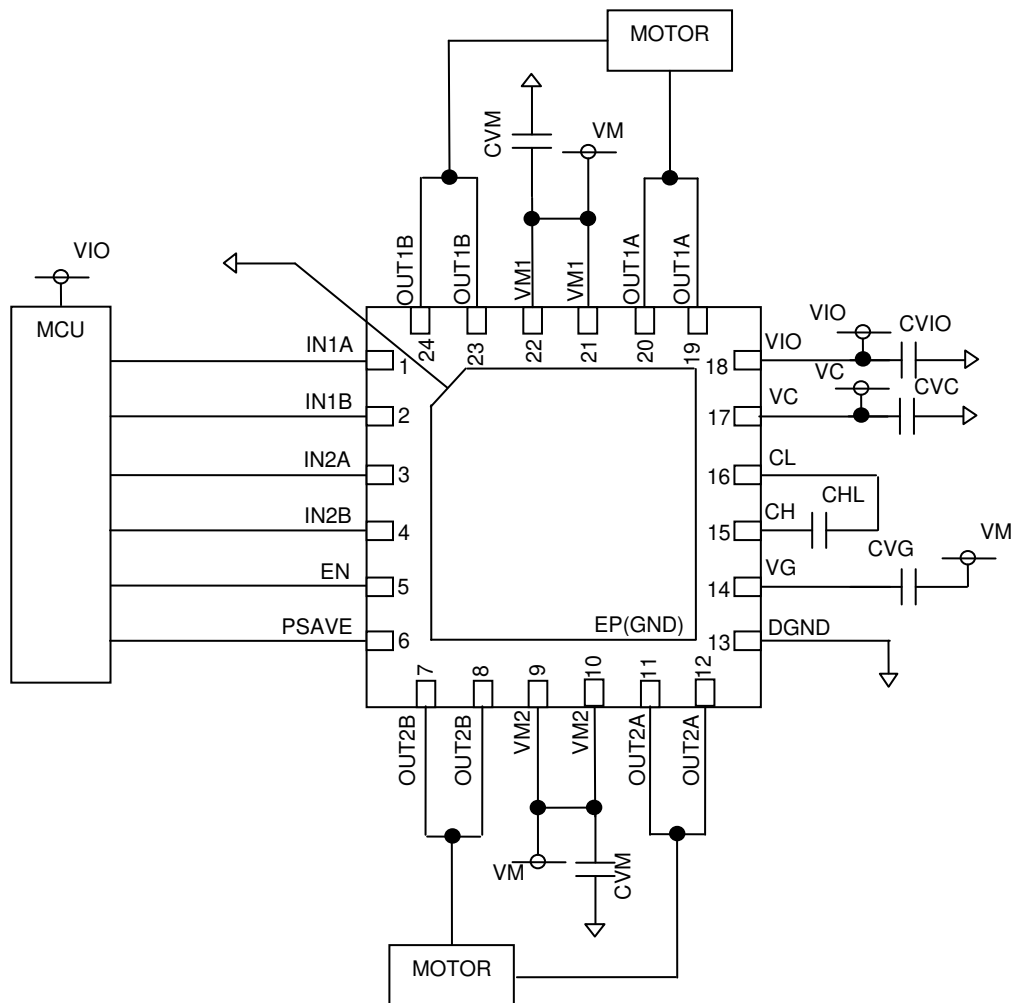 MOTOR
CVM
VM
OUT1B
OUT1B
VM1
VM1
OUT1A
OUT1A
24
23
22
21
20
19
VIO
MCU
IN1A
1
IN1B
2
IN2A
3
IN2B
4
EN
5
PSAVE
6
VIO
VIO
CVIO
18
VC
VC
CVC
17
CL
16
CH
CHL
15
VG
CVG
VM
14
DGND
13
EP(GND)
7
8
9
10
11
12
OUT2B
OUT2B
VM2
VM2
OUT2A
OUT2A
VM
CVM
MOTOR